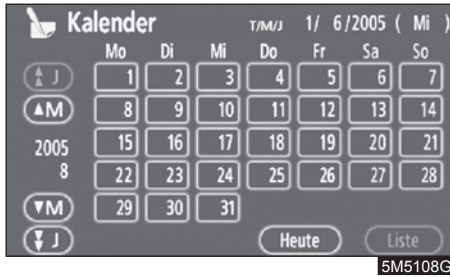 Kalender T/M/J 1/ 6/2005 ( Mi )
Mo Di Mi Do Fr Sa So
J 1 2 3 4 5 6 7
▲M 8 9 10 11 12 13 14
2005 15 16 17 18 19 20 21
8 22 23 24 25 26 27 28
▼M 29 30 31
J Heute Liste
5M5108G